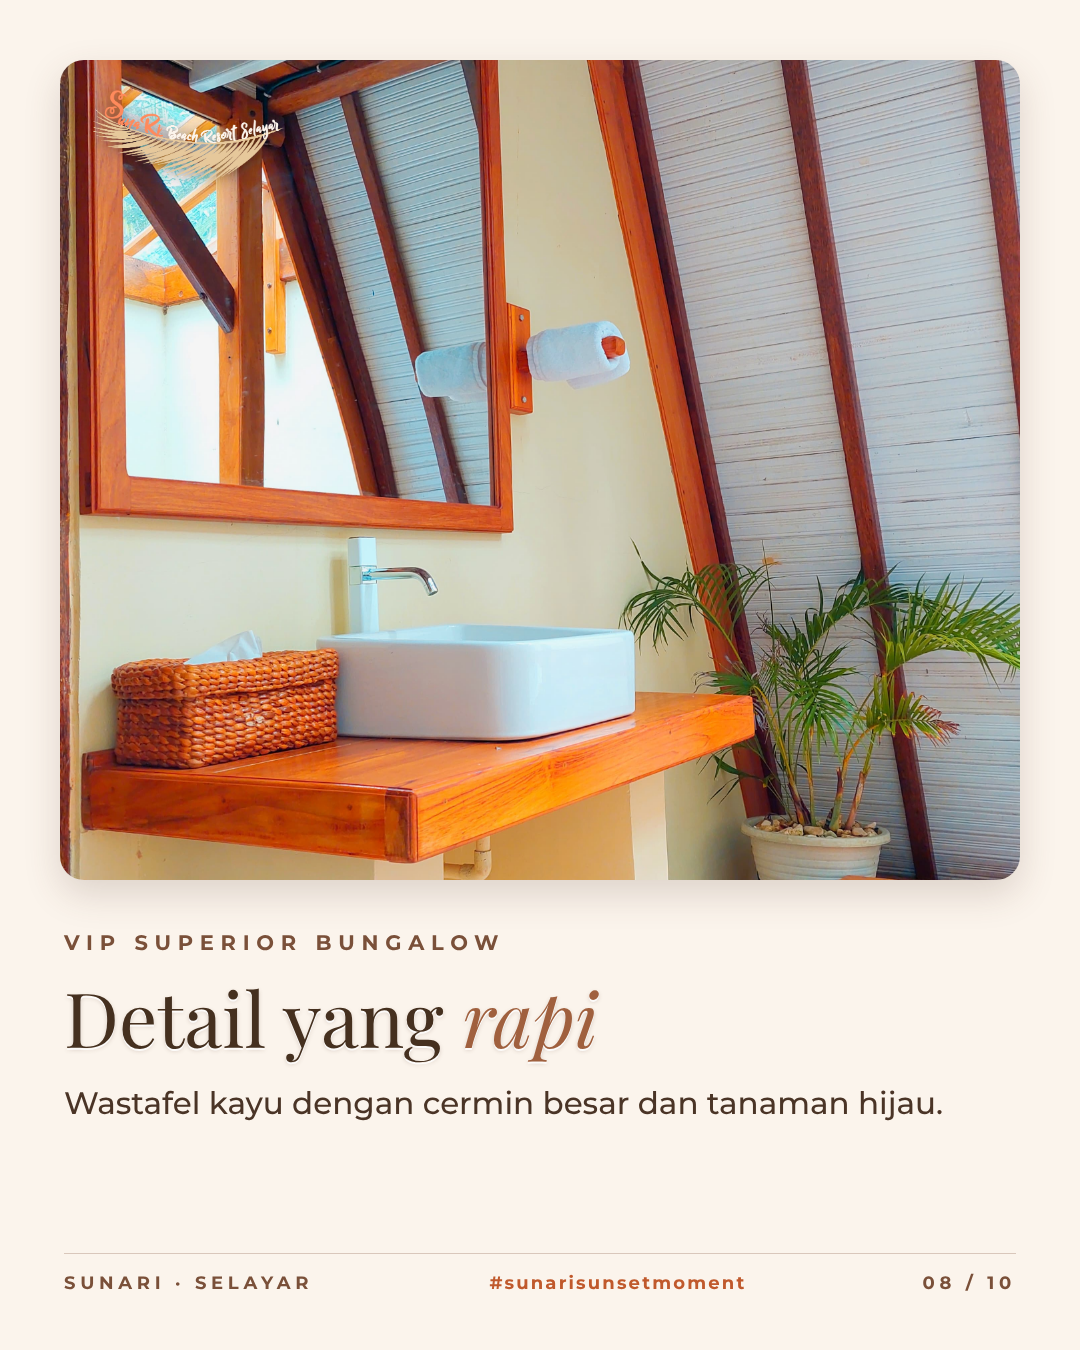 SunaRi Beach Resort Selayar
VIP SUPERIOR BUNGALOW
Detail yang rapi
Wastafel kayu dengan cermin besar dan tanaman hijau.
SUNARI · SELAYAR
#sunarisunsetmoment
08 / 10